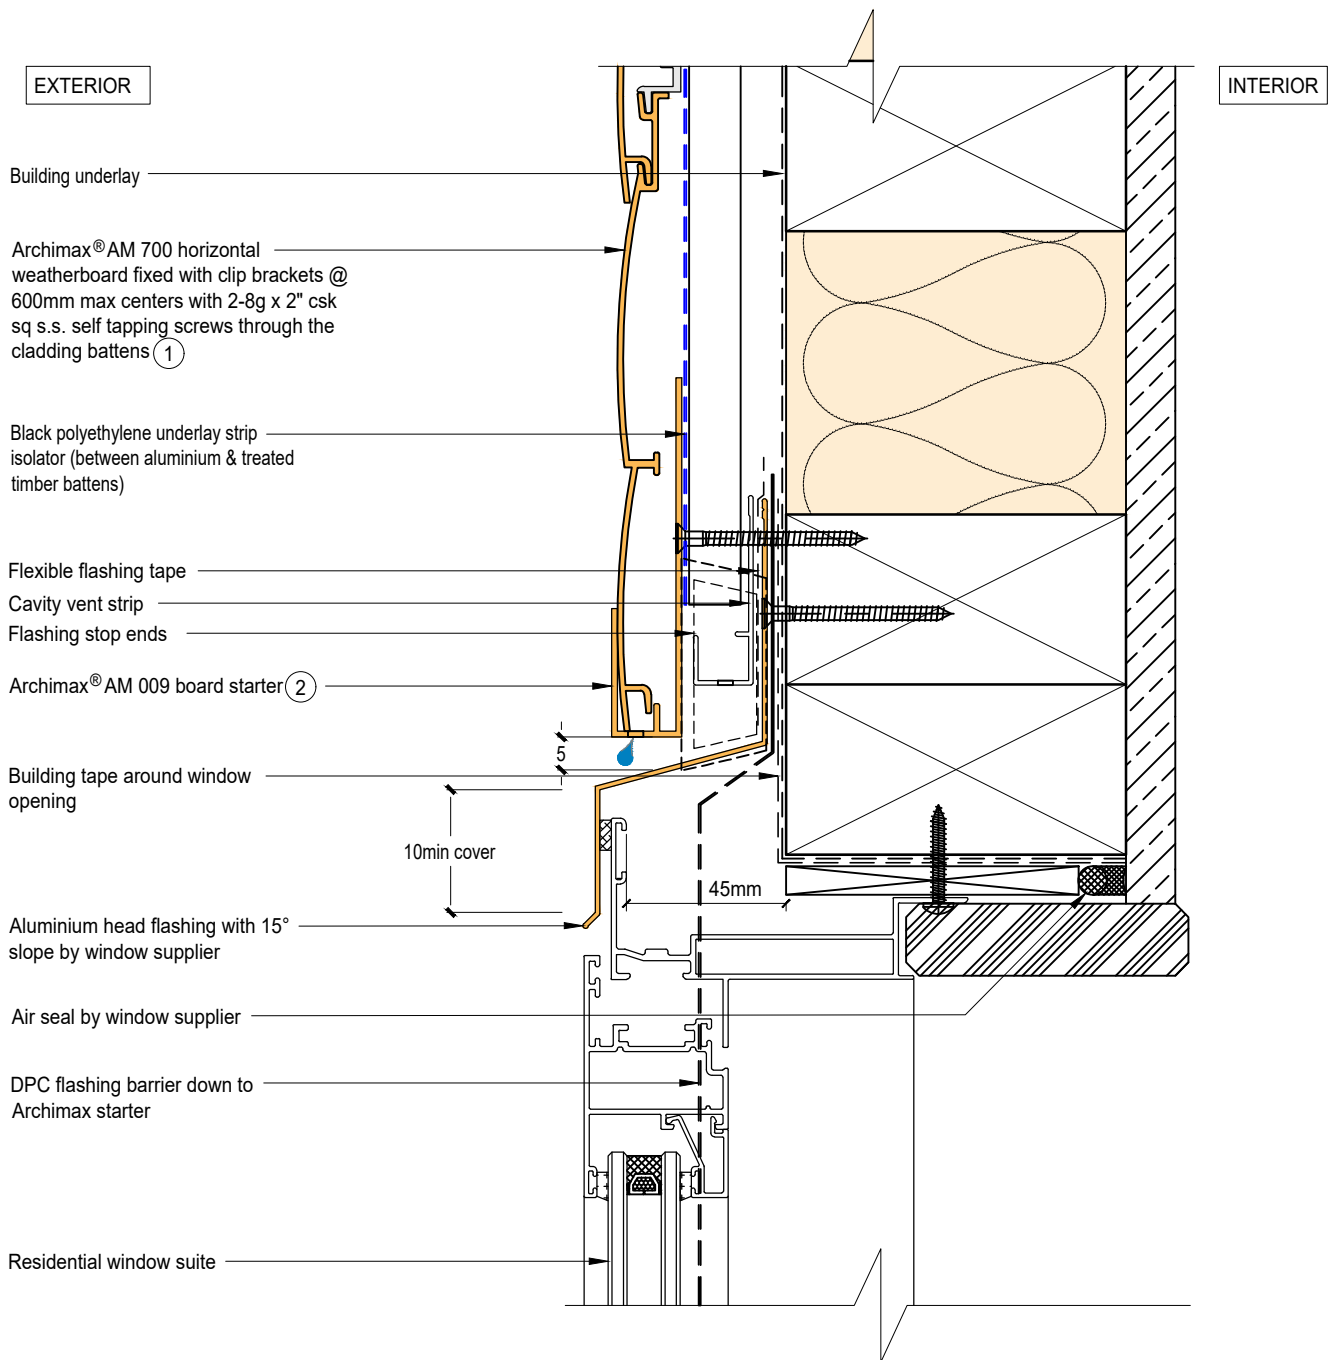 EXTERIOR
INTERIOR
Building underlay
Archimax® AM 700 horizontal
weatherboard fixed with clip brackets @
600mm max centers with 2-8g x 2" csk
sq s.s. self tapping screws through the
cladding battens 1
Black polyethylene underlay strip
isolator (between aluminium & treated
timber battens)
Flexible flashing tape
Cavity vent strip
Flashing stop ends
Archimax® AM 009 board starter 2
5
Building tape around window
opening
10min cover
45mm
Aluminium head flashing with 15°
slope by window supplier
Air seal by window supplier
DPC flashing barrier down to
Archimax starter
Residential window suite